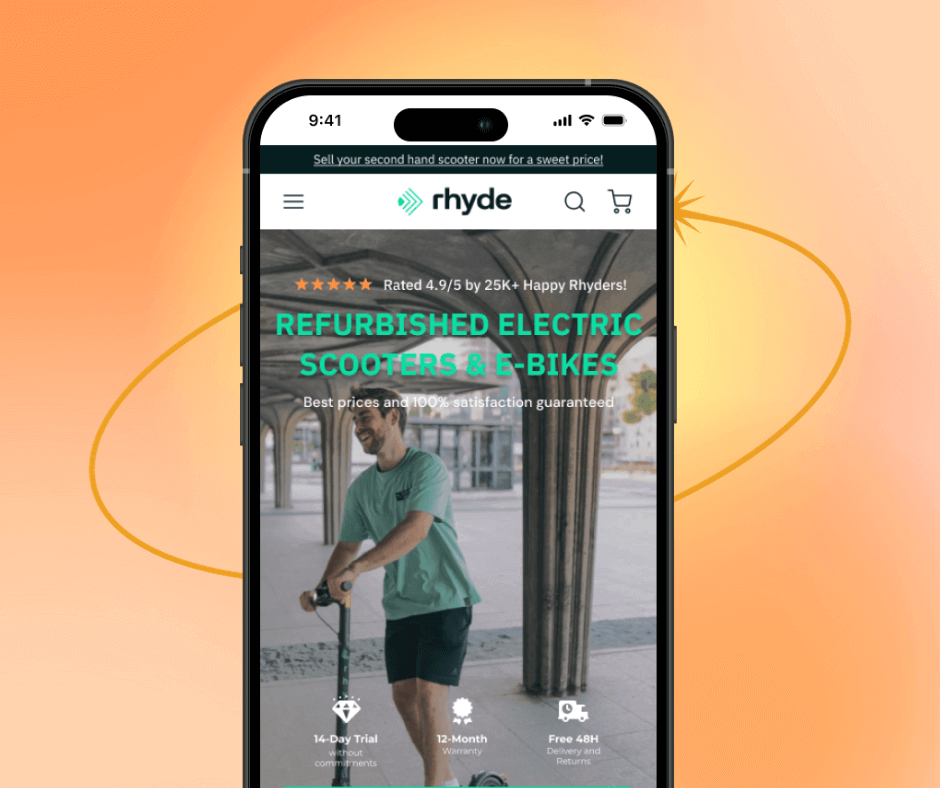 9:41
Sell your second hand scooter now for a sweet price!
rhyde
Rated 4.9/5 by 25K+ Happy Rhyders!
REFURBISHED ELECTRIC
SCOOTERS & E-BIKES
Best prices and 100% satisfaction guaranteed
14-Day Trial
without
commitments
12-Month
Warranty
Free 48H
Delivery and
Returns